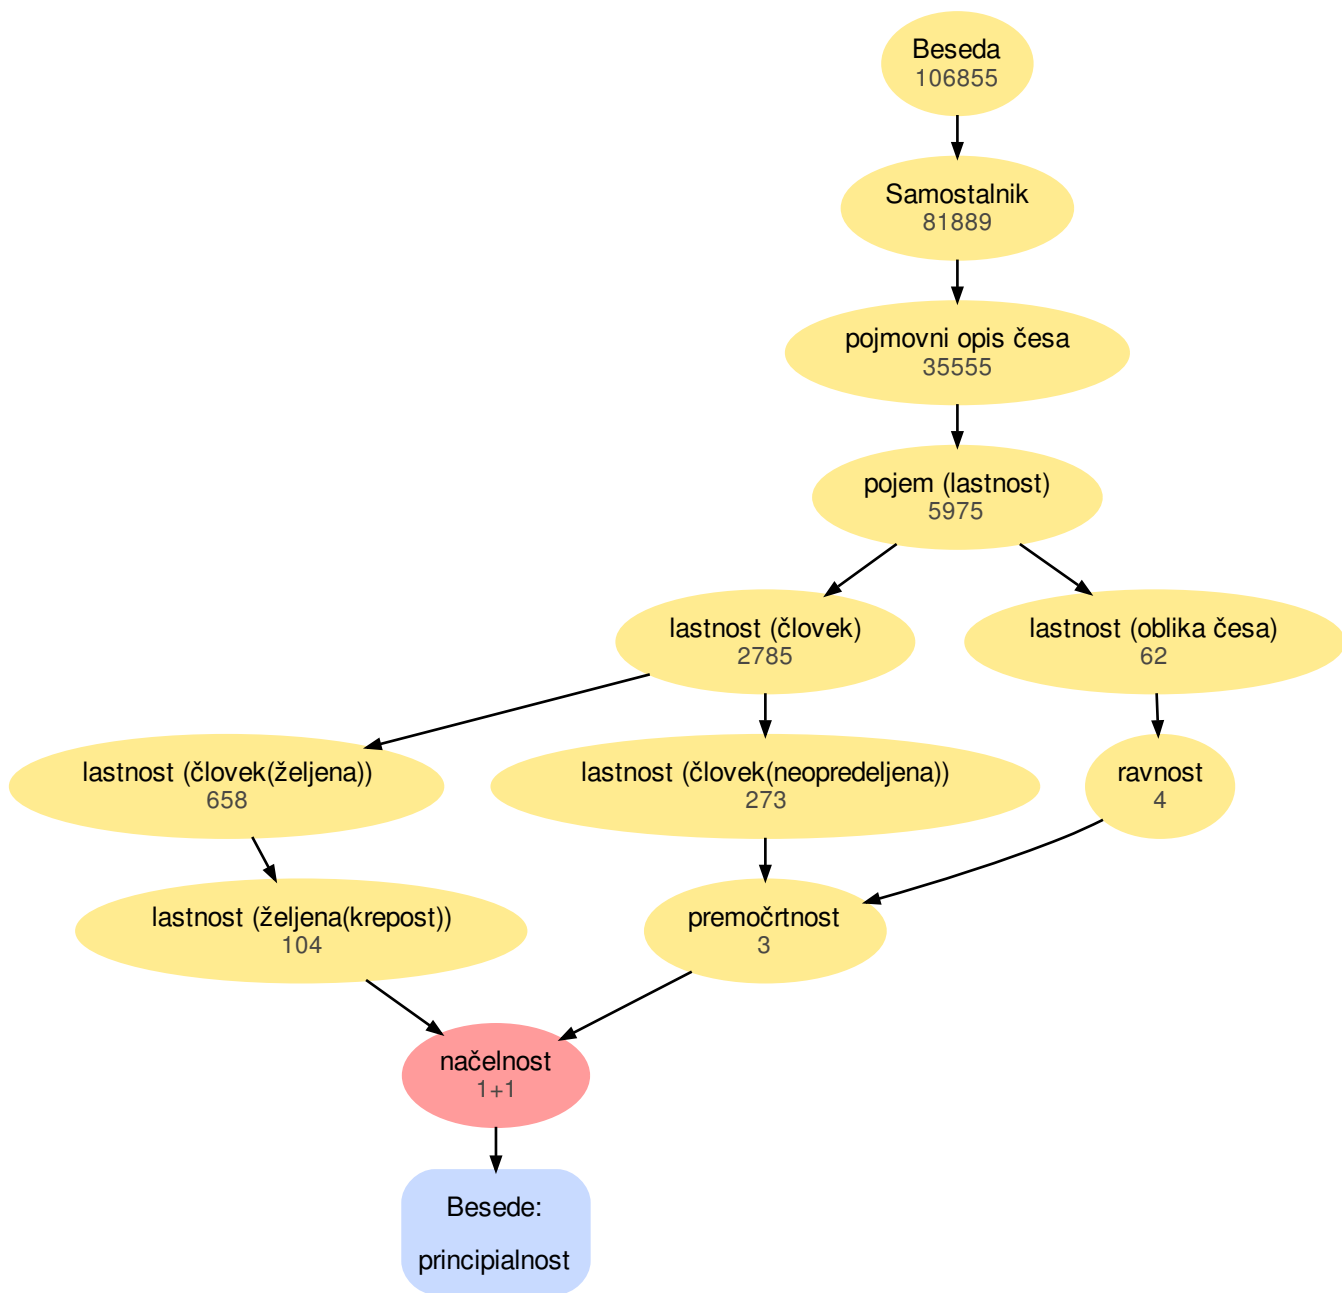 Beseda
106855
Samostalnik
81889
pojmovni opis česa
35555
pojem (lastnost)
5975
lastnost (človek)
2785
lastnost (oblika česa)
62
lastnost (človek(željena))
658
lastnost (človek(neopredeljena))
273
ravnost
4
lastnost (željena(krepost))
104
premočrtnost
3
načelnost
1+1
Besede:
principialnost